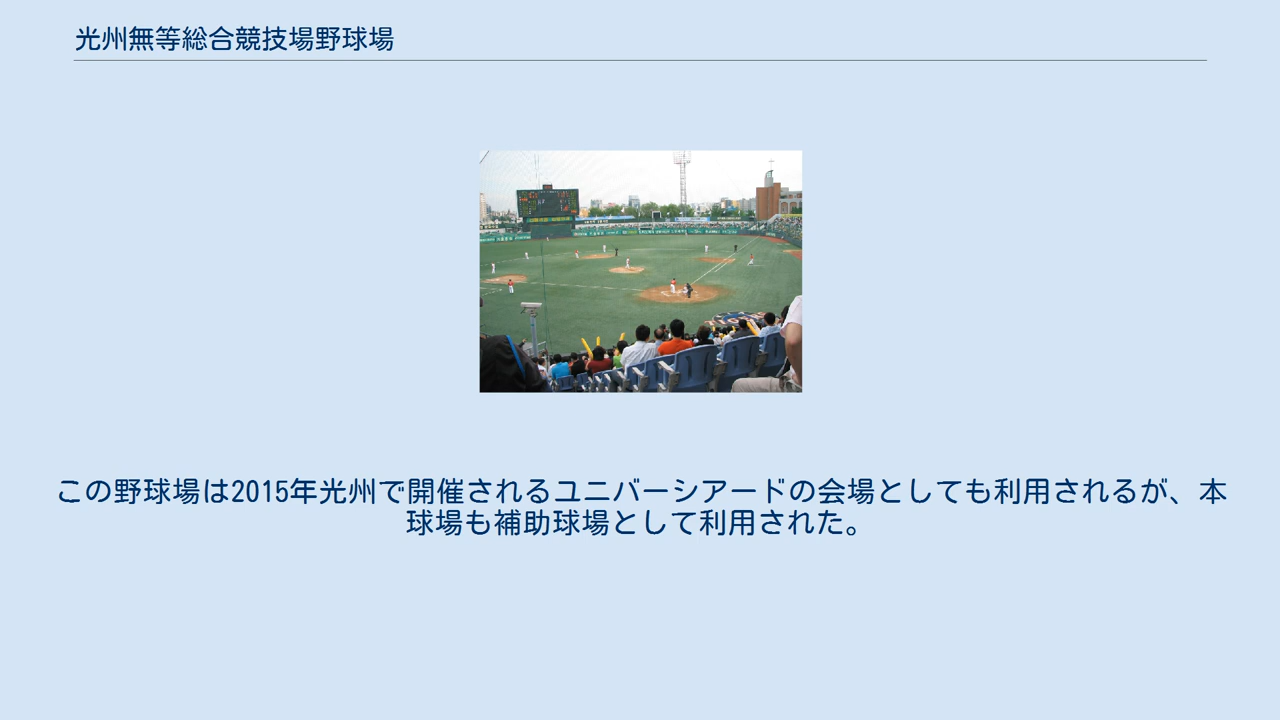 光州無等総合競技場野球場
この野球場は2015年光州で開催されるユニバーシアードの会場としても利用されるが、本
球場も補助球場として利用された。